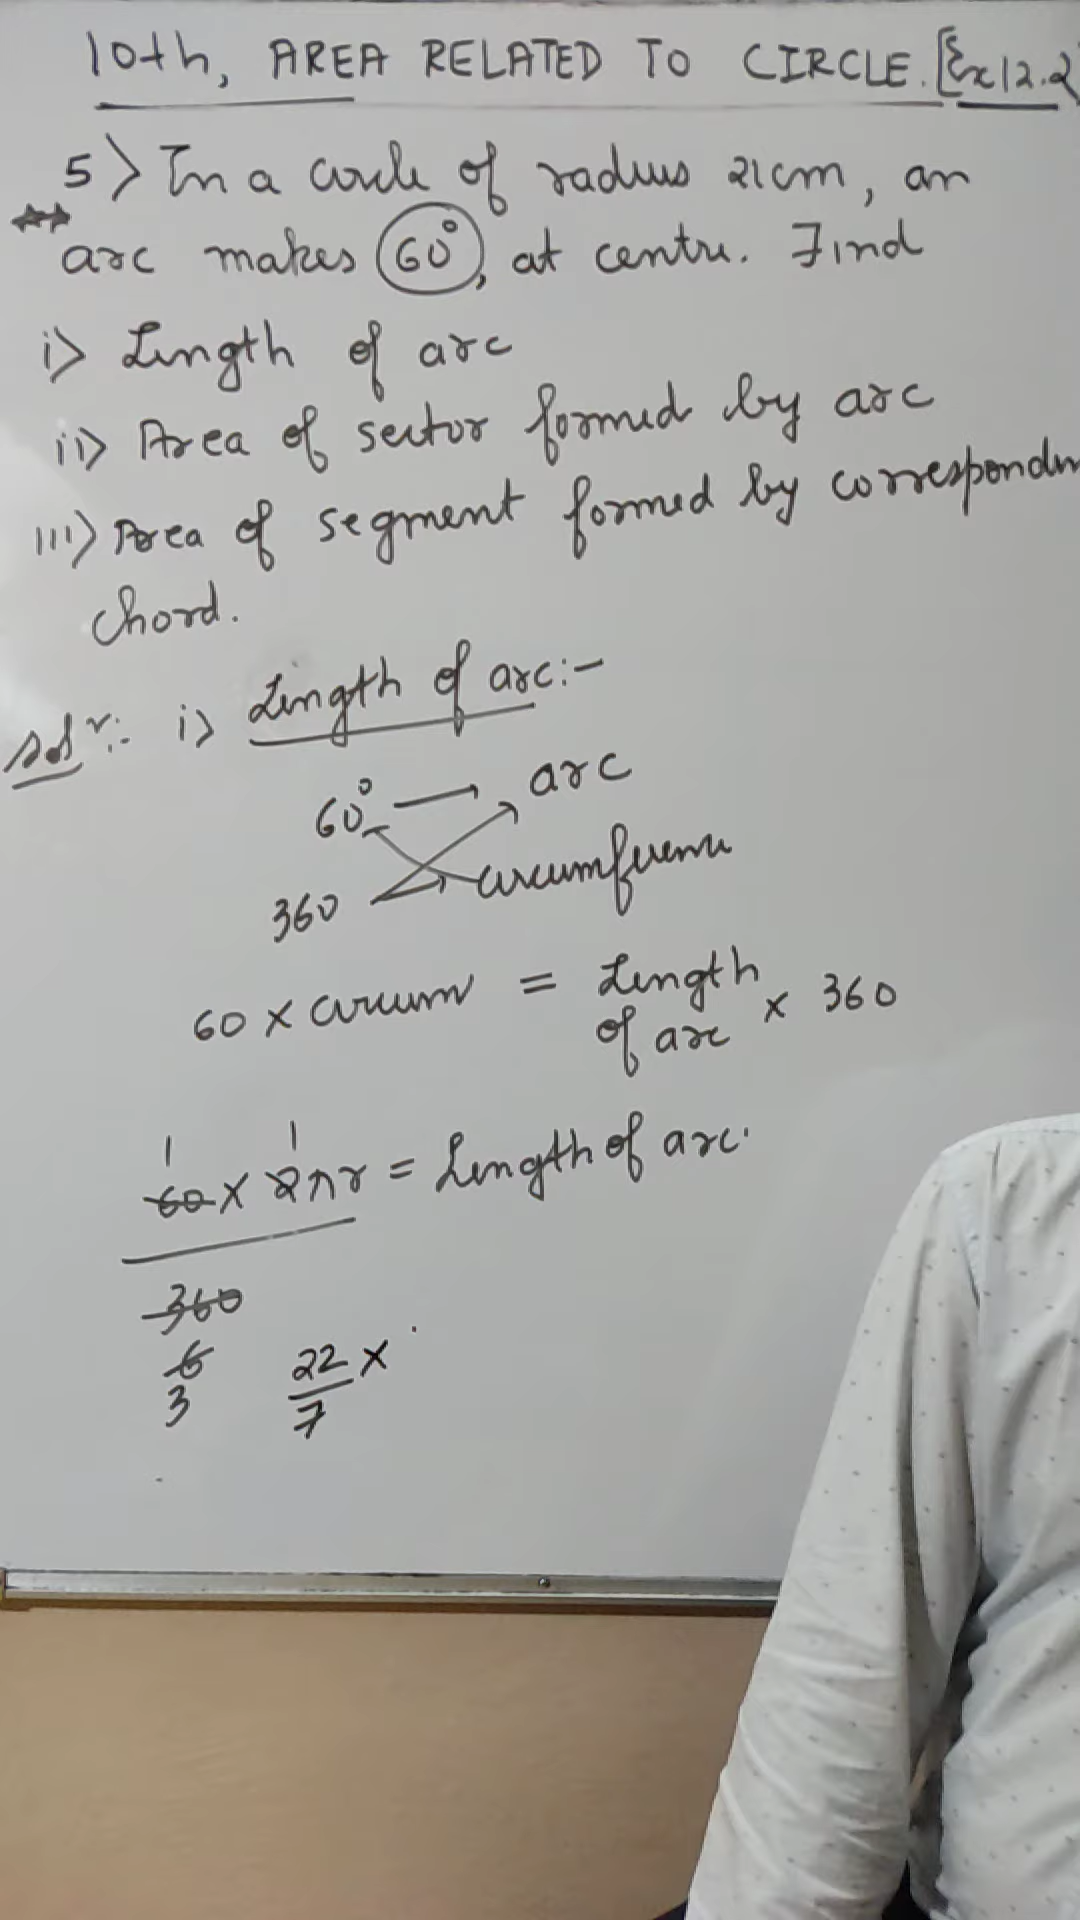 10th, AREA RELATED TO CIRCLE. [Ex 12.2]
5) In a circle of radius 21cm, an
arc makes 60°, at centre. Find
i) Length of arc
ii) Area of sector formed by arc
iii) Area of segment formed by correspondin
chord.
Solⁿ:- i) Length of arc:-
60° → arc
360 → circumference
60 × circum = Length of arc × 360
1 1
60 × 2πr = Length of arc.
360
6
3
22 ×
7